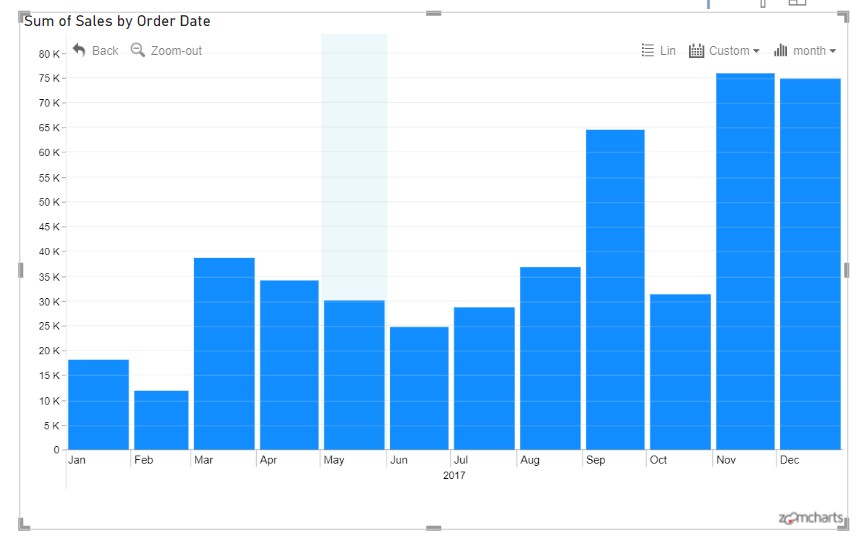 Sum of Sales by Order Date
Back Zoom-out Lin Custom month
80 K
75 K
70 K
65 K
60 K
55 K
50 K
45 K
40 K
35 K
30 K
25 K
20 K
15 K
10 K
5 K
0
Jan Feb Mar Apr May Jun Jul Aug Sep Oct Nov Dec
2017
zoomcharts